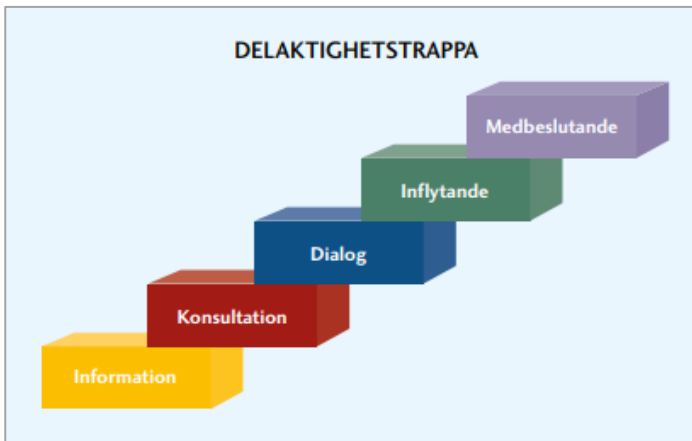 DELAKTIGHETSTRAPPA
Medbeslutande
Inflytande
Dialog
Konsultation
Information